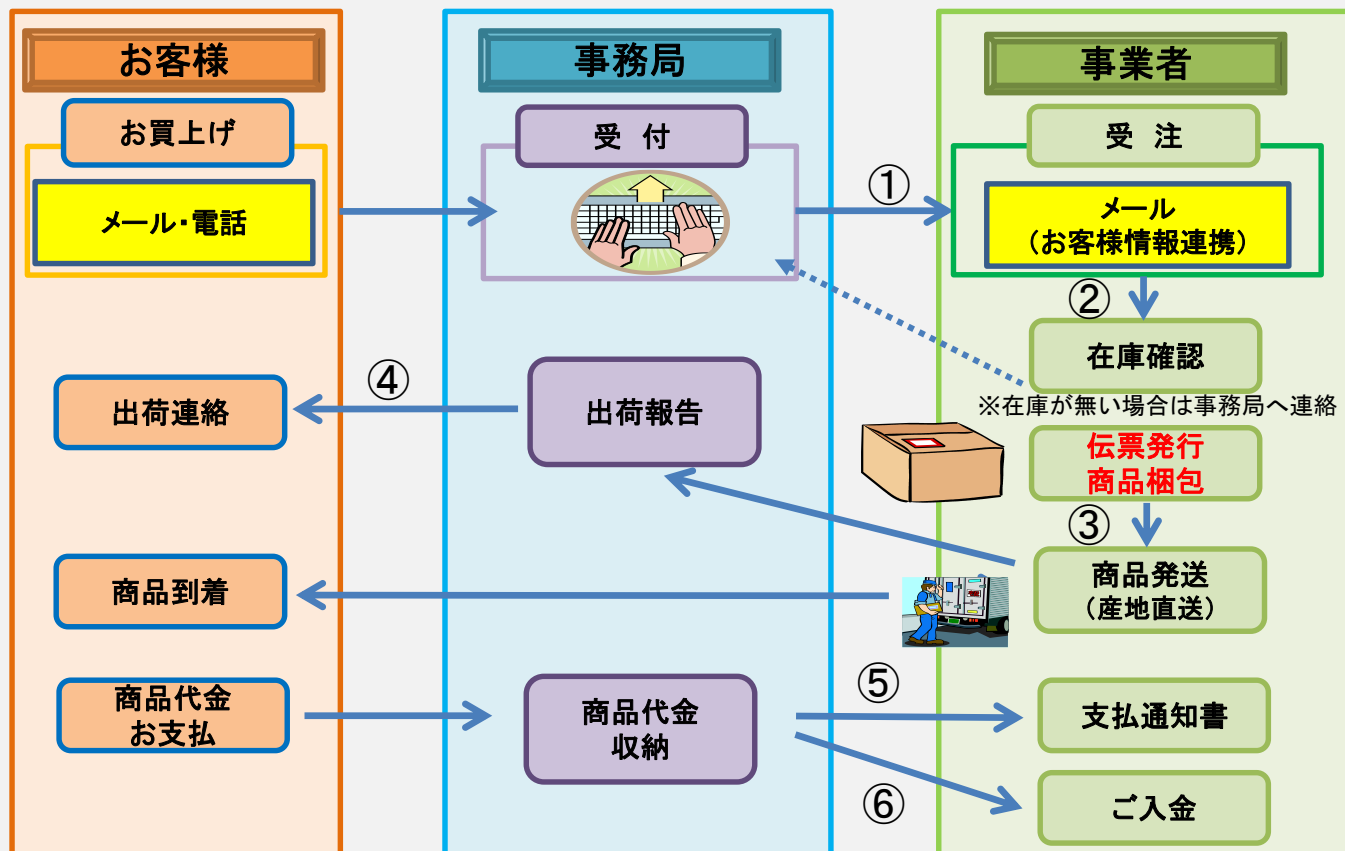 お客様
事務局
事業者
お買上げ
受 付
受 注
メール・電話
①
メール
（お客様情報連携）
②
在庫確認
※在庫が無い場合は事務局へ連絡
④
出荷連絡
出荷報告
伝票発行
商品梱包
③
商品到着
商品発送
（産地直送）
商品代金
お支払
商品代金
収納
⑤
支払通知書
⑥
ご入金